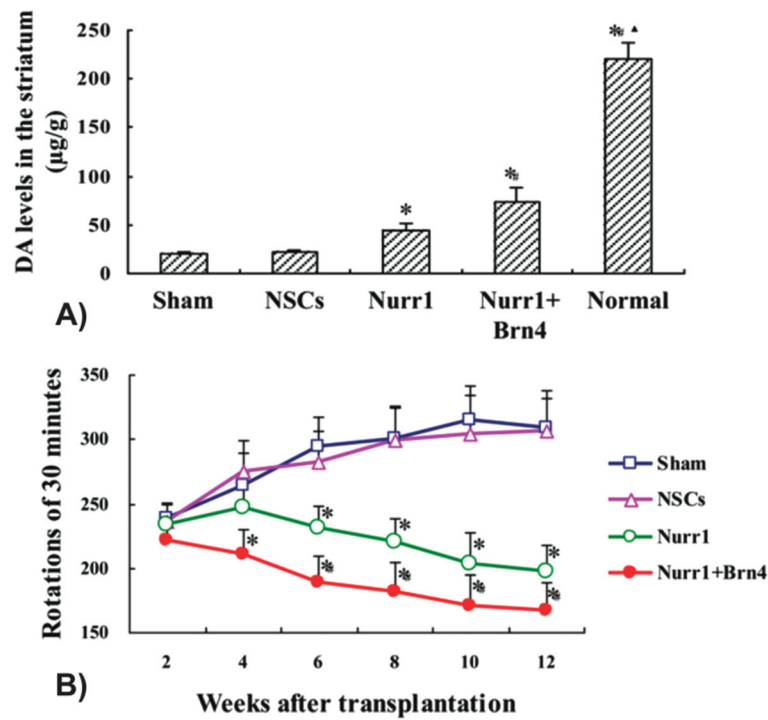 DA levels in the striatum
(µg/g)
250
200
150
100
50
0
*# ▲
*#
*
Sham NSCs Nurr1 Nurr1+ Normal
Brn4
A)
Rotations of 30 minutes
350
300
250
200
150
* * * *
* *# *# *# *#
2 4 6 8 10 12
Weeks after transplantation
Sham
NSCs
Nurr1
Nurr1+Brn4
B)